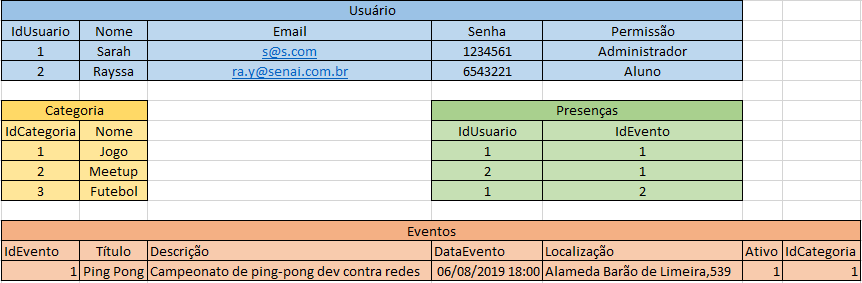 Usuário
IdUsuario Nome Email Senha Permissão
1 Sarah s@s.com 1234561 Administrador
2 Rayssa ra.y@senai.com.br 6543221 Aluno
Categoria Presenças
IdCategoria Nome IdUsuario IdEvento
1 Jogo 1 1
2 Meetup 2 1
3 Futebol 1 2
Eventos
IdEvento Título Descrição DataEvento Localização Ativo IdCategoria
1 Ping Pong Campeonato de ping-pong dev contra redes 06/08/2019 18:00 Alameda Barão de Limeira,539 1 1